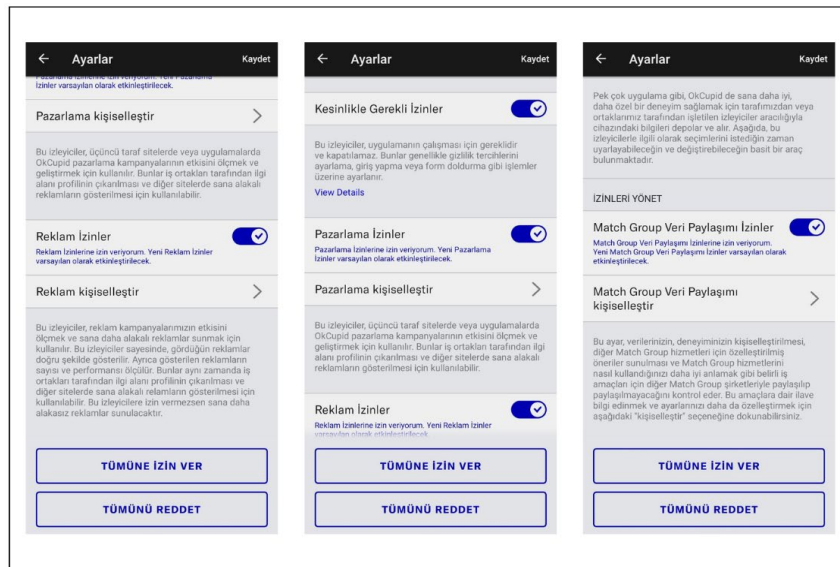 Ayarlar
Kaydet
Pazarlama İzinlerine izin veriyorum. Yeni Pazarlama
İzinler varsayılan olarak etkinleştirilecek.
Pazarlama kişiselleştir
Bu izleyiciler, üçüncü taraf sitelerde veya uygulamalarda
OkCupid pazarlama kampanyalarının etkisini ölçmek ve
geliştirmek için kullanılır. Bunlar iş ortakları tarafından ilgi
alanı profilinin çıkarılması ve diğer sitelerde sana alakalı
reklamların gösterilmesi için kullanılabilir.
Reklam İzinler
Reklam İzinlerine izin veriyorum. Yeni Reklam İzinler
varsayılan olarak etkinleştirilecek.
Reklam kişiselleştir
Bu izleyiciler, reklam kampanyalarımızın etkisini
ölçmek ve sana daha alakalı reklamlar sunmak için
kullanılır. Bu izleyiciler sayesinde, gördüğün reklamlar
doğru şekilde gösterilir. Ayrıca gösterilen reklamların
sayısı ve performansı ölçülür. Bunlar aynı zamanda iş
ortakları tarafından ilgi alanı profilinin çıkarılması ve
diğer sitelerde sana alakalı relamların gösterilmesi için
kullanılabilir. Bu izleyicilere izin vermezsen sana daha
alakasız reklamlar sunulacaktır.
TÜMÜNE İZİN VER
TÜMÜNÜ REDDET
Ayarlar
Kaydet
Kesinlikle Gerekli İzinler
Bu izleyiciler, uygulamanın çalışması için gereklidir
ve kapatılamaz. Bunlar genellikle gizlilik tercihlerini
ayarlama, giriş yapma veya form doldurma gibi işlemler
üzerine ayarlanır.
View Details
Pazarlama İzinler
Pazarlama İzinlerine izin veriyorum. Yeni Pazarlama
İzinler varsayılan olarak etkinleştirilecek.
Pazarlama kişiselleştir
Bu izleyiciler, üçüncü taraf sitelerde veya uygulamalarda
OkCupid pazarlama kampanyalarının etkisini ölçmek ve
geliştirmek için kullanılır. Bunlar iş ortakları tarafından ilgi
alanı profilinin çıkarılması ve diğer sitelerde sana alakalı
reklamların gösterilmesi için kullanılabilir.
Reklam İzinler
Reklam İzinlerine izin veriyorum. Yeni Reklam İzinler
varsayılan olarak etkinleştirilecek.
TÜMÜNE İZİN VER
TÜMÜNÜ REDDET
Ayarlar
Kaydet
Pek çok uygulama gibi, OkCupid de sana daha iyi,
daha özel bir deneyim sağlamak için tarafımızdan veya
ortaklarımız tarafından işletilen izleyiciler aracılığıyla
cihazındaki bilgileri depolar ve alır. Aşağıda, bu
izleyicilerle ilgili olarak seçimlerini istediğin zaman
uyarlayabileceğin ve değiştirebileceğin basit bir araç
bulunmaktadır.
İZİNLERİ YÖNET
Match Group Veri Paylaşımı İzinler
Match Group Veri Paylaşımı İzinlerine izin veriyorum.
Yeni Match Group Veri Paylaşımı İzinler varsayılan olarak
etkinleştirilecek.
Match Group Veri Paylaşımı
kişiselleştir
Bu ayar, verilerinizin, deneyiminizin kişiselleştirilmesi,
diğer Match Group hizmetleri için özelleştirilmiş
öneriler sunulması ve Match Group hizmetlerini
nasıl kullandığınızı daha iyi anlamak gibi belirli iş
amaçları için diğer Match Group şirketleriyle paylaşılıp
paylaşılmayacağını kontrol eder. Bu amaçlara dair ilave
bilgi edinmek ve ayarlarınızı daha da özelleştirmek için
aşağıdaki "kişiselleştir" seçeneğine dokunabilirsiniz.
TÜMÜNE İZİN VER
TÜMÜNÜ REDDET